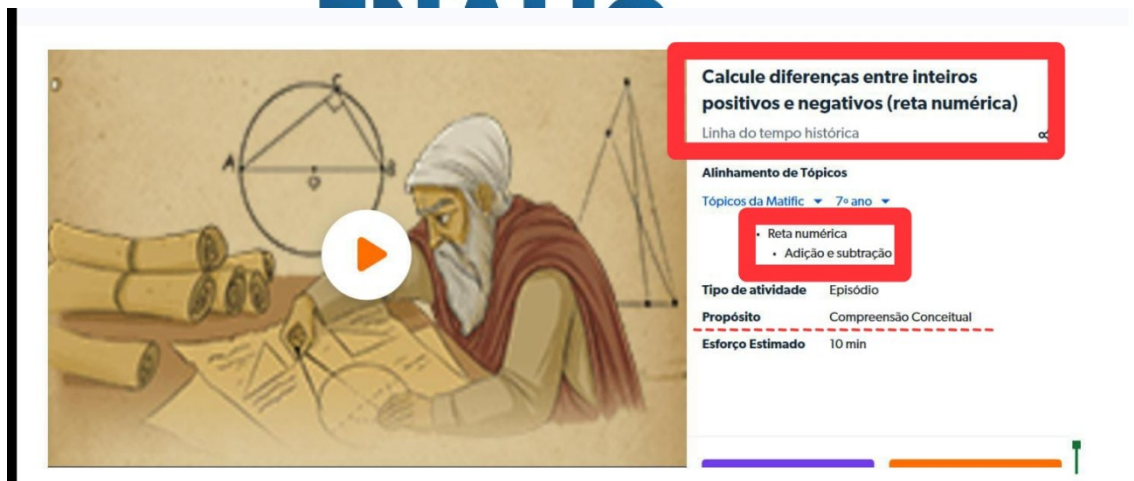 Calcule diferenças entre inteiros
positivos e negativos (reta numérica)
Linha do tempo histórica
Alinhamento de Tópicos
Tópicos da Matific 7º ano
• Reta numérica
• Adição e subtração
Tipo de atividade Episódio
Propósito Compreensão Conceitual
Esforço Estimado 10 min
C
A
B
O